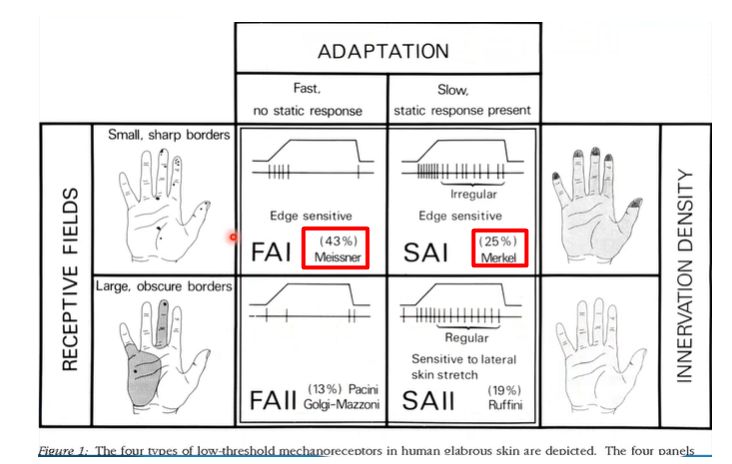 ADAPTATION
Fast,
no static response
Slow,
static response present
RECEPTIVE FIELDS
Small, sharp borders
Irregular
Edge sensitive
FAI
(43%)
Meissner
Edge sensitive
SAI
(25%)
Merkel
INNERVATION DENSITY
Large, obscure borders
FAII
(13%) Pacini
Golgi-Mazzoni
Regular
Sensitive to lateral
skin stretch
SAII
(19%)
Ruffini
Figure 1: The four types of low-threshold mechanoreceptors in human glabrous skin are depicted. The four panels